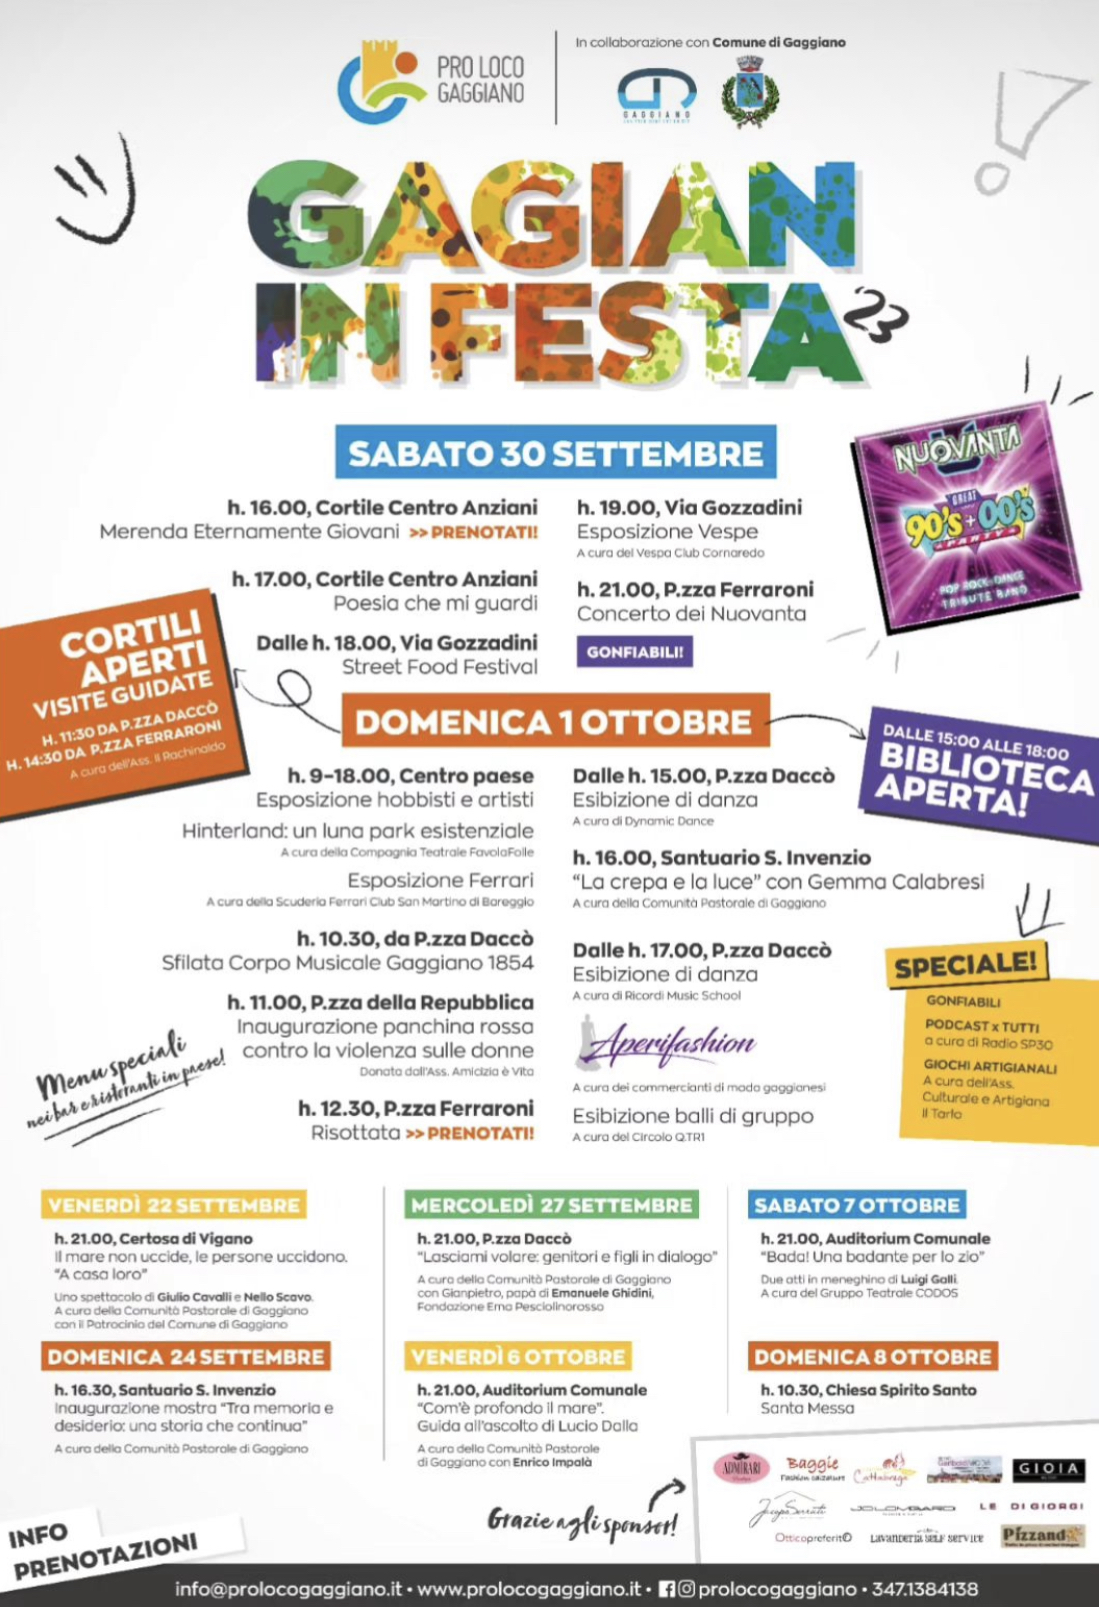 PRO LOCO
GAGGIANO
In collaborazione con Comune di Gaggiano
GAGGIANO
GAGIAN
IN FESTA '23
SABATO 30 SETTEMBRE
h. 16.00, Cortile Centro Anziani
Merenda Eternamente Giovani >> PRENOTATI!
h. 17.00, Cortile Centro Anziani
Poesia che mi guardi
Dalle h. 18.00, Via Gozzadini
Street Food Festival
h. 19.00, Via Gozzadini
Esposizione Vespe
A cura del Vespa Club Cornaredo
h. 21.00, P.zza Ferraroni
Concerto dei Nuovanta
GONFIABILI!
NUOVANTA
GREAT
90's + 00's
PARTY
POP ROCK-DANCE
TRIBUTE BAND
CORTILI
APERTI
VISITE GUIDATE
H. 11:30 DA P.ZZA DACCÒ
H. 14:30 DA P.ZZA FERRARONI
A cura dell'Ass. Il Rachinaldo
DOMENICA 1 OTTOBRE
DALLE 15:00 ALLE 18:00
BIBLIOTECA
APERTA!
h. 9-18.00, Centro paese
Esposizione hobbisti e artisti
Hinterland: un luna park esistenziale
A cura della Compagnia Teatrale FavolaFolle
Esposizione Ferrari
A cura della Scuderia Ferrari Club San Martino di Bareggio
h. 10.30, da P.zza Daccò
Sfilata Corpo Musicale Gaggiano 1854
h. 11.00, P.zza della Repubblica
Inaugurazione panchina rossa
contro la violenza sulle donne
Donata dall'Ass. Amicizia è Vita
h. 12.30, P.zza Ferraroni
Risottata >> PRENOTATI!
Dalle h. 15.00, P.zza Daccò
Esibizione di danza
A cura di Dynamic Dance
h. 16.00, Santuario S. Invenzio
“La crepa e la luce” con Gemma Calabresi
A cura della Comunità Pastorale di Gaggiano
Dalle h. 17.00, P.zza Daccò
Esibizione di danza
A cura di Ricordi Music School
Aperifashion
A cura dei commercianti di moda gaggianesi
Esibizione balli di gruppo
A cura del Circolo Q.TR1
Menu speciali
nei bar e ristoranti in paese!
SPECIALE!
GONFIABILI
PODCAST x TUTTI
a cura di Radio SP30
GIOCHI ARTIGIANALI
A cura dell'Ass.
Culturale e Artigiana
Il Tarlo
VENERDÌ 22 SETTEMBRE
h. 21.00, Certosa di Vigano
Il mare non uccide, le persone uccidono.
“A casa loro”
Uno spettacolo di Giulio Cavalli e Nello Scavo.
A cura della Comunità Pastorale di Gaggiano
con il Patrocinio del Comune di Gaggiano
DOMENICA 24 SETTEMBRE
h. 16.30, Santuario S. Invenzio
Inaugurazione mostra “Tra memoria e
desiderio: una storia che continua”
A cura della Comunità Pastorale di Gaggiano
MERCOLEDÌ 27 SETTEMBRE
h. 21.00, P.zza Daccò
“Lasciami volare: genitori e figli in dialogo”
A cura della Comunità Pastorale di Gaggiano
con Gianpietro, papà di Emanuele Ghidini,
Fondazione Ema Pesciolinorosso
VENERDÌ 6 OTTOBRE
h. 21.00, Auditorium Comunale
“Com'è profondo il mare”.
Guida all'ascolto di Lucio Dalla
A cura della Comunità Pastorale
di Gaggiano con Enrico Impalà
SABATO 7 OTTOBRE
h. 21.00, Auditorium Comunale
“Bada! Una badante per lo zio”
Due atti in meneghino di Luigi Galli.
A cura del Gruppo Teatrale CODOS
DOMENICA 8 OTTOBRE
h. 10.30, Chiesa Spirito Santo
Santa Messa
Grazie agli sponsor!
ADMIRARI
Baggie
Fashion calzature
Cattabrega
GIOIA
JOLOMBARO
LE DI GIORGI
Otticopreferito
LAVANDERIA SELF SERVICE
Pizzando
INFO
PRENOTAZIONI
info@prolocogaggiano.it • www.prolocogaggiano.it • prolocogaggiano • 347.1384138